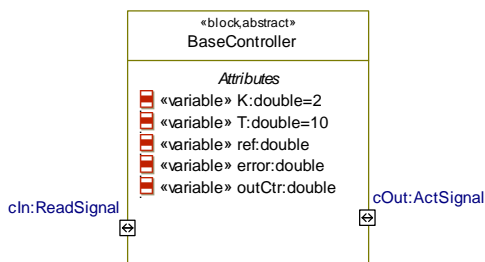 «block,abstract»
BaseController
Attributes
«variable» K:double=2
«variable» T:double=10
«variable» ref:double
«variable» error:double
«variable» outCtr:double
cOut:ActSignal
cIn:ReadSignal